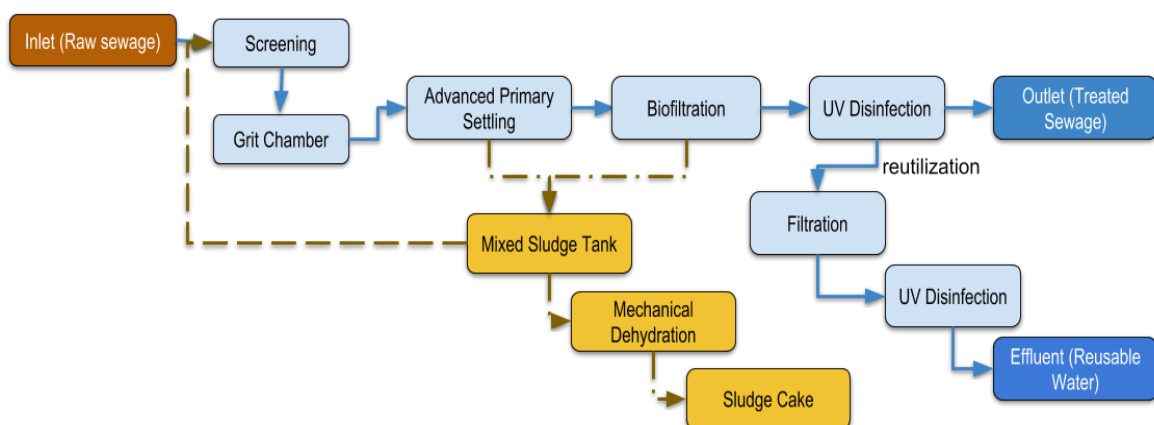 Inlet (Raw sewage)
Screening
Grit Chamber
Advanced Primary
Settling
Biofiltration
UV Disinfection
Outlet (Treated
Sewage)
reutilization
Filtration
Mixed Sludge Tank
UV Disinfection
Mechanical
Dehydration
Effluent (Reusable
Water)
Sludge Cake